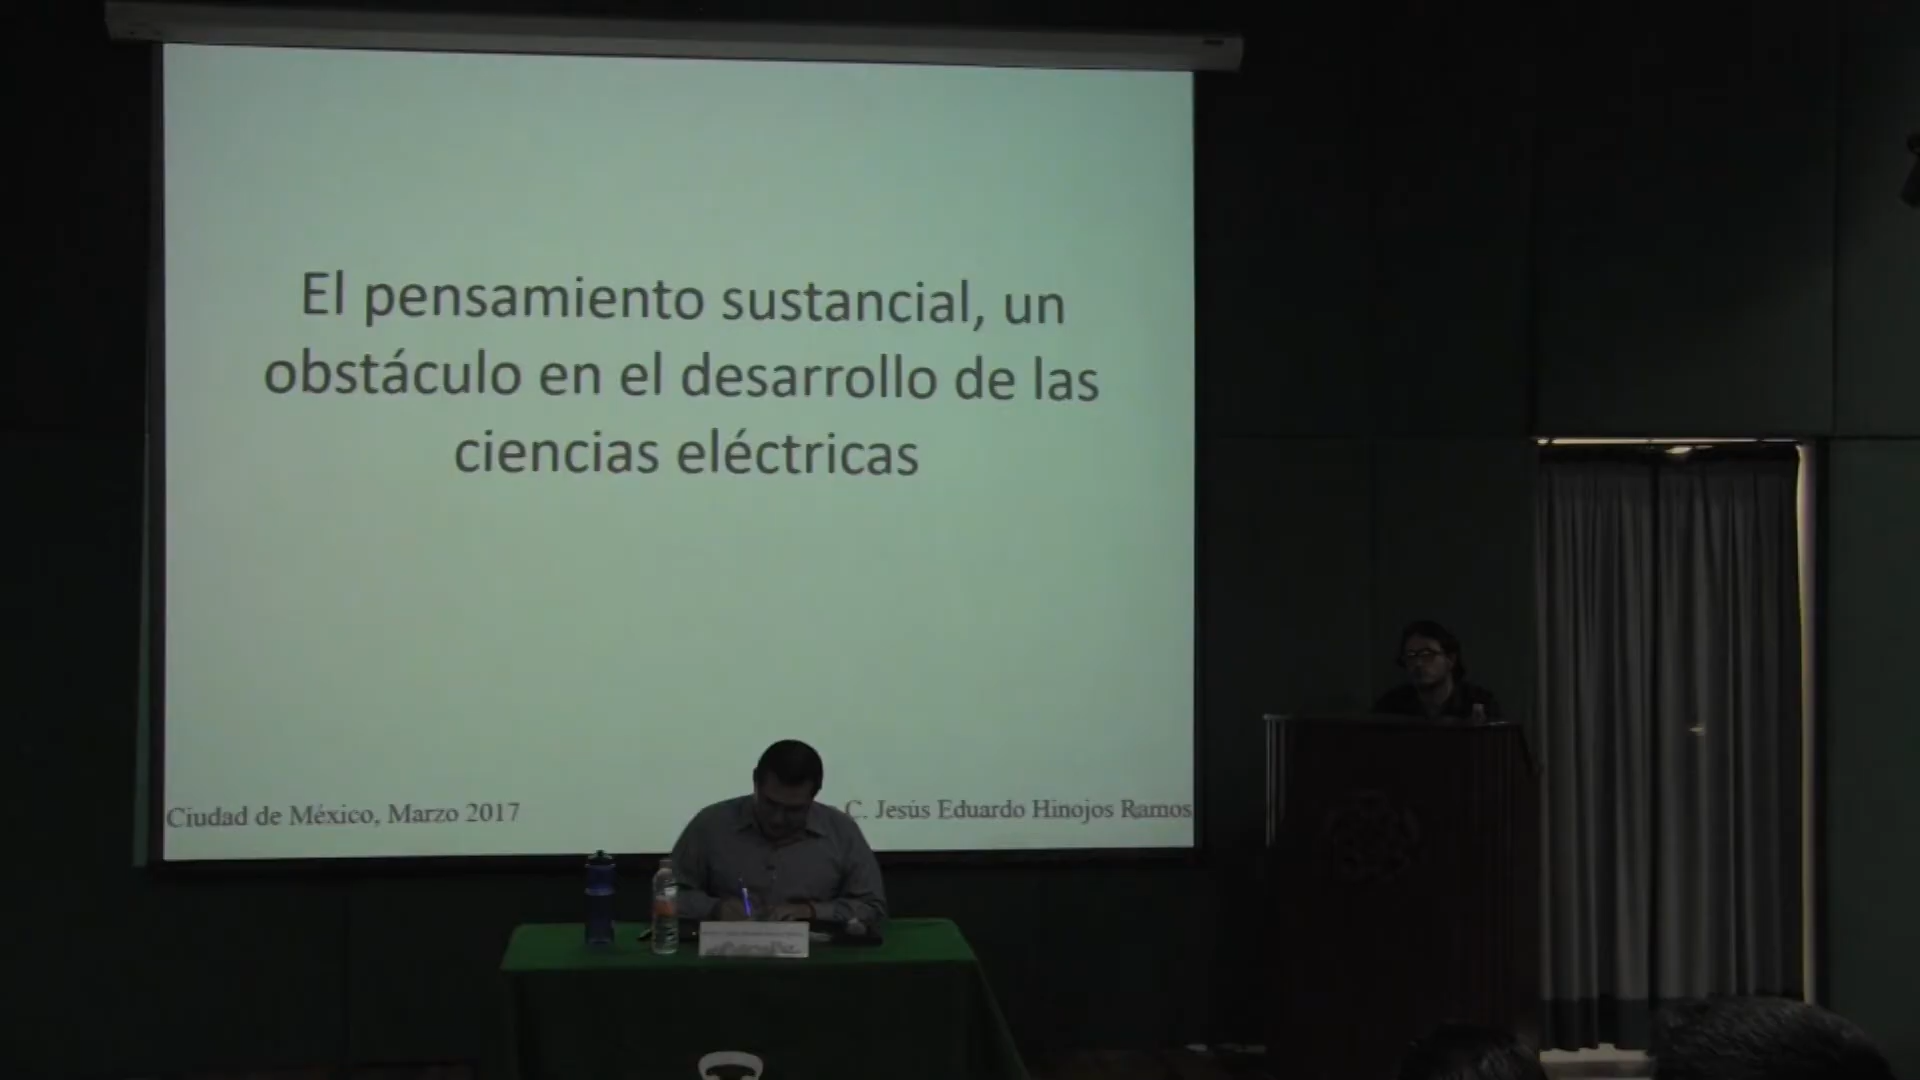 El pensamiento sustancial, un
obstáculo en el desarrollo de las
ciencias eléctricas
Ciudad de México, Marzo 2017
C. Jesús Eduardo Hinojos Ramos